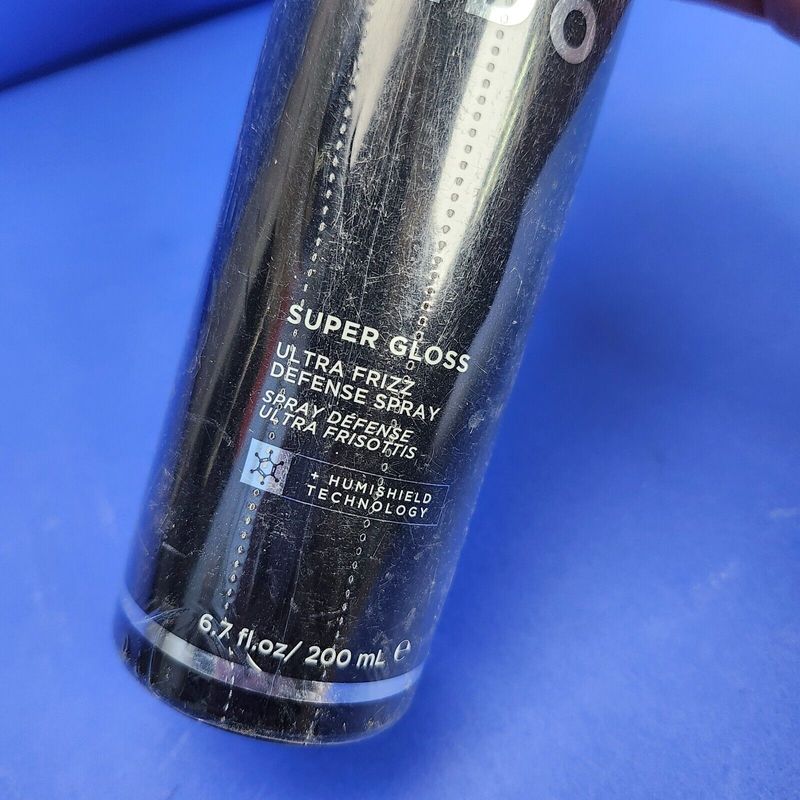 SUPER GLOSS
ULTRA FRIZZ
DEFENSE SPRAY
SPRAY DÉFENSE
ULTRA FRISOTTIS
+ HUMISHIELD
TECHNOLOGY
6.7 fl.oz/ 200 mL ℮